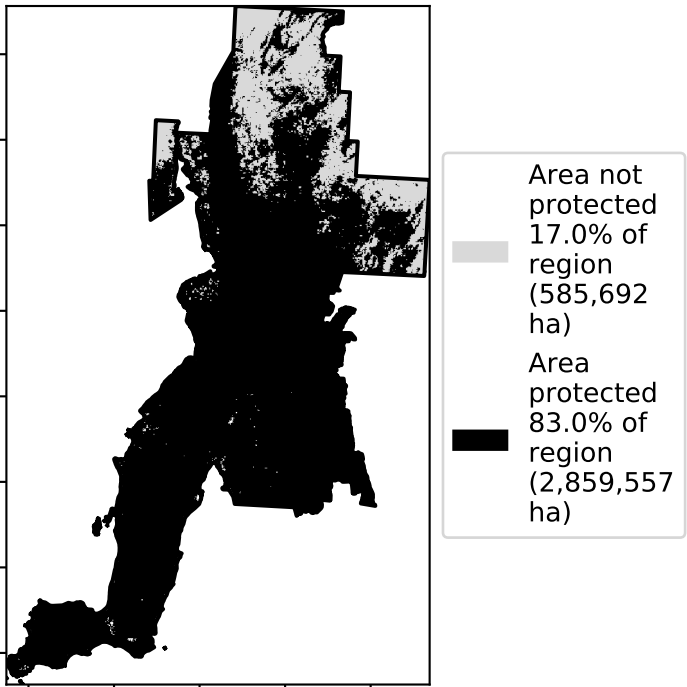 Area not
protected
17.0% of
region
(585,692
ha)
Area
protected
83.0% of
region
(2,859,557
ha)